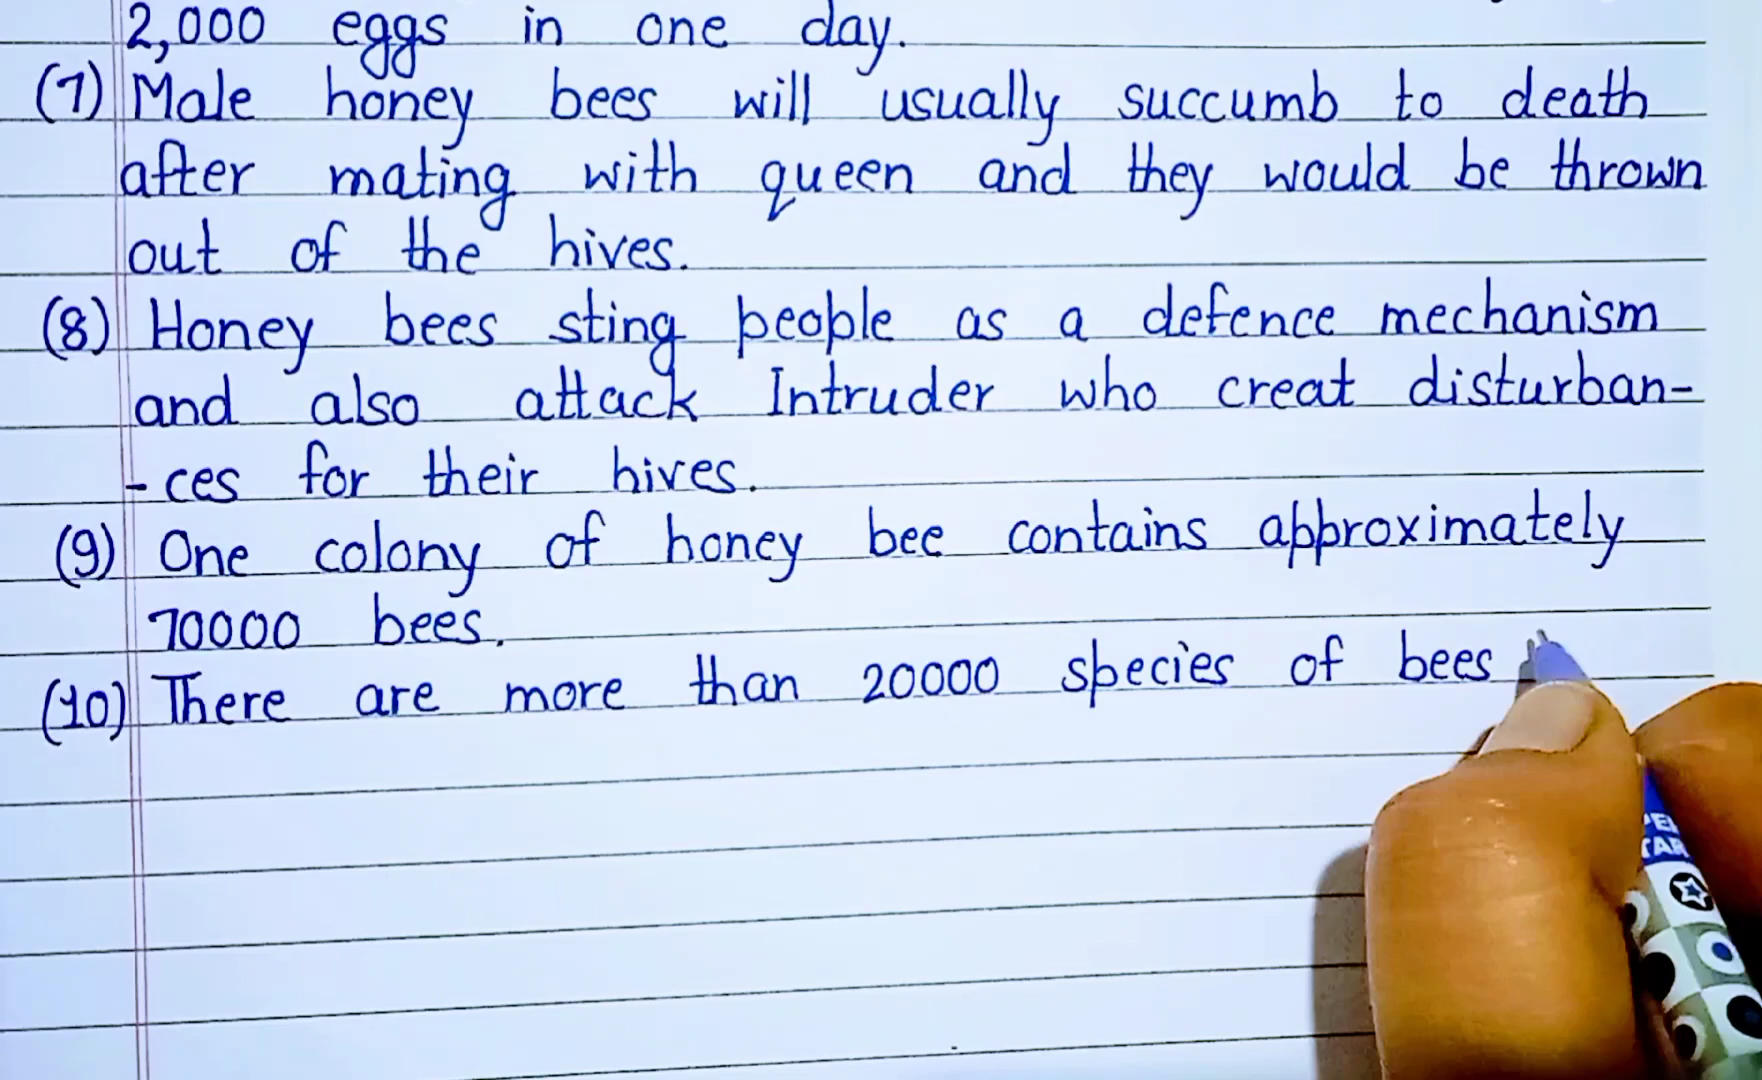 2,000 eggs in one day.
(7) Male honey bees will usually succumb to death
after mating with queen and they would be thrown
out of the hives.
(8) Honey bees sting people as a defence mechanism
and also attack Intruder who creat disturban-
- ces for their hives.
(9) One colony of honey bee contains approximately
70000 bees.
(10) There are more than 20000 species of bees